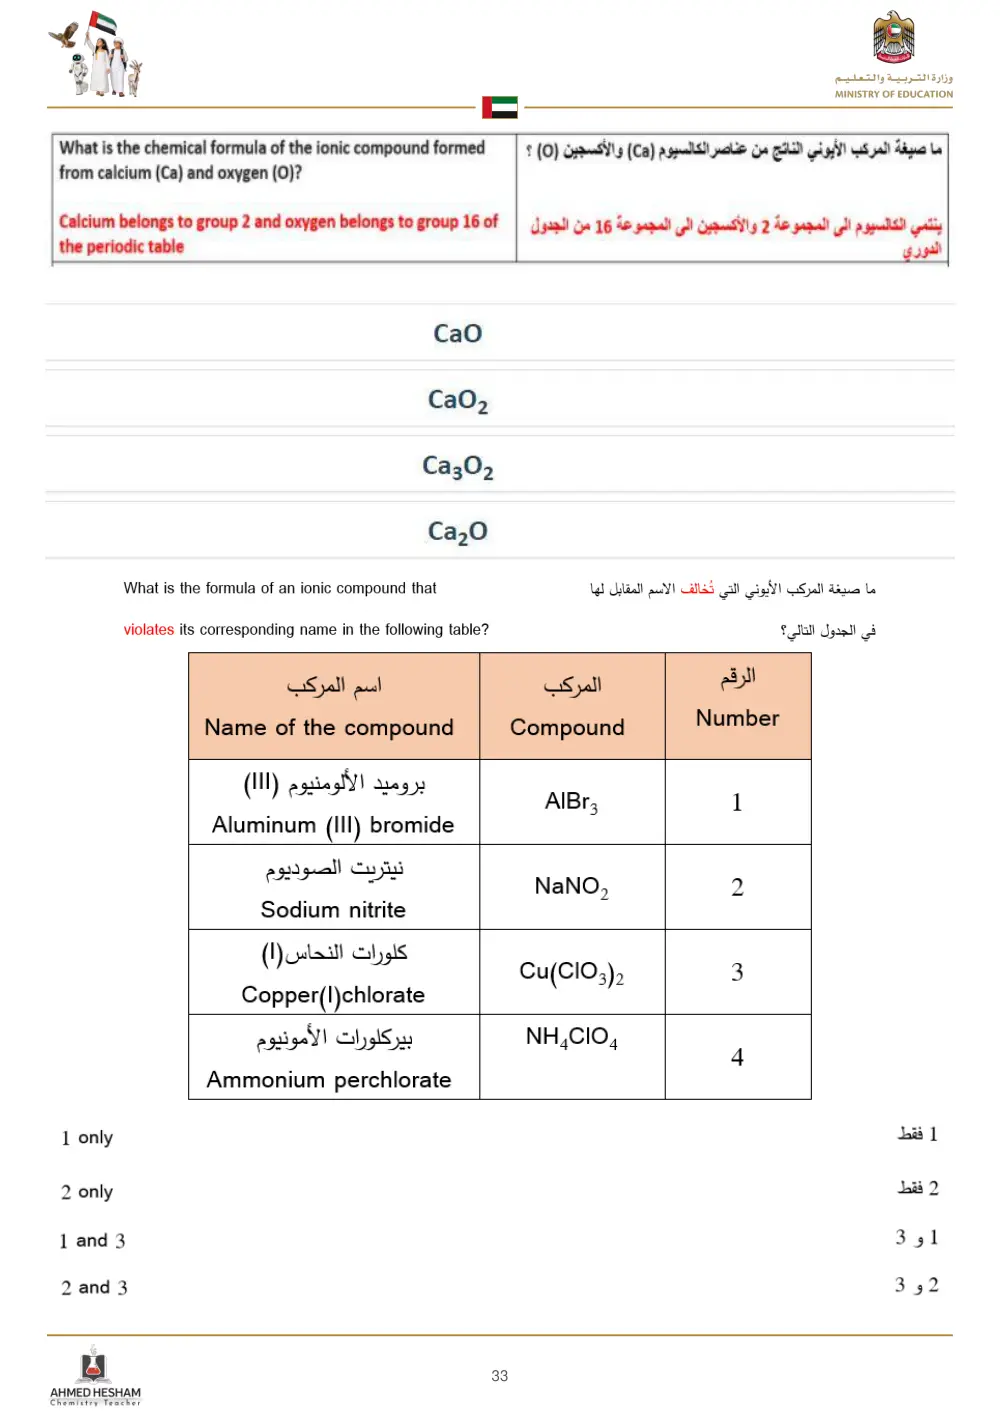 وزارة التربية والتعليم
MINISTRY OF EDUCATION
What is the chemical formula of the ionic compound formed
from calcium (Ca) and oxygen (O)?
Calcium belongs to group 2 and oxygen belongs to group 16 of
the periodic table
ما صيغة المركب الأيوني الناتج من عناصر الكالسيوم (Ca) والأكسجين (O) ؟
ينتمي الكالسيوم الى المجموعة 2 والأكسجين الى المجموعة 16 من الجدول
الدوري
CaO
CaO₂
Ca₃O₂
Ca₂O
What is the formula of an ionic compound that
violates its corresponding name in the following table?
ما صيغة المركب الأيوني التي تُخالف الاسم المقابل لها
في الجدول التالي؟
اسم المركب
Name of the compound
المركب
Compound
الرقم
Number
بروميد الألومنيوم (III)
Aluminum (III) bromide
AlBr₃
1
نيتريت الصوديوم
Sodium nitrite
NaNO₂
2
كلورات النحاس(I)
Copper(I)chlorate
Cu(ClO₃)₂
3
بيركلورات الأمونيوم
Ammonium perchlorate
NH₄ClO₄
4
1 only
1 فقط
2 only
2 فقط
1 and 3
1 و 3
2 and 3
2 و 3
AHMED HESHAM
Chemistry Teacher
33